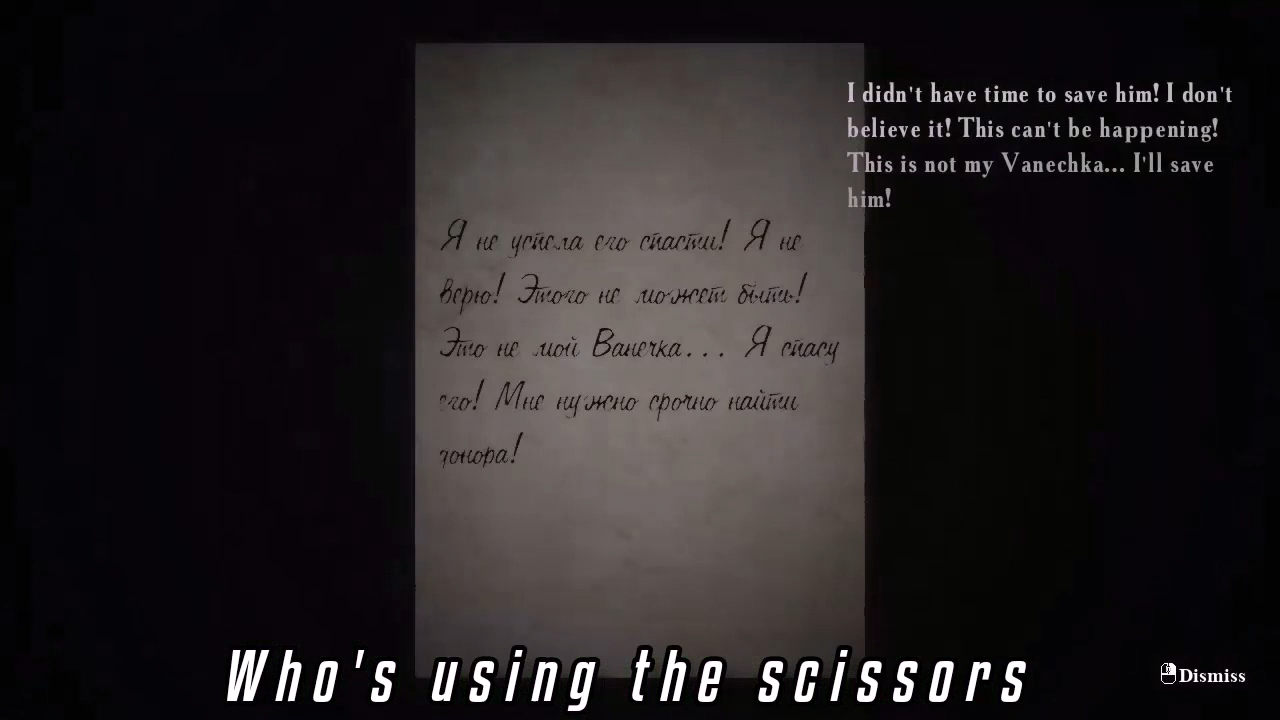 I didn't have time to save him! I don't
believe it! This can't be happening!
This is not my Vanechka... I'll save
him!
Я не успела его спасти! Я не
верю! Этого не может быть!
Это не мой Ванечка... Я спасу
его! Мне нужно срочно найти
донора!
Who's using the scissors
Dismiss